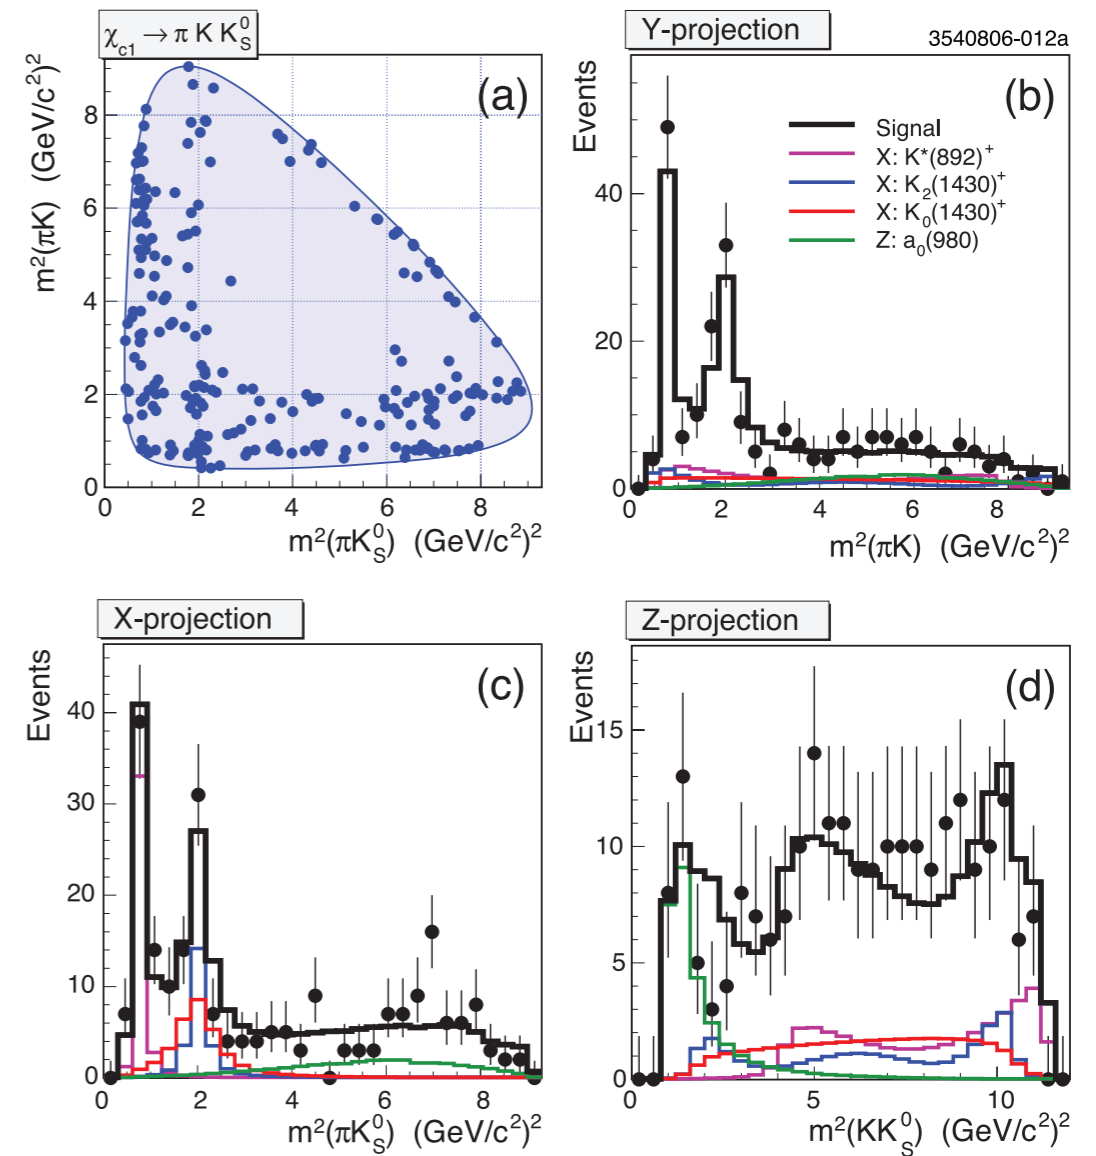 χc1 → π K K0S
(a)
m2(πK) (GeV/c2)2
8
6
4
2
0
0 2 4 6 8
m2(πK0S) (GeV/c2)2
Y-projection
3540806-012a
(b)
Events
Signal
X: K*(892)+
X: K2(1430)+
X: K0(1430)+
Z: a0(980)
40
20
0
0 2 4 6 8
m2(πK) (GeV/c2)2
X-projection
(c)
Events
40
30
20
10
0
0 2 4 6 8
m2(πK0S) (GeV/c2)2
Z-projection
(d)
Events
15
10
5
0
0 5 10
m2(KK0S) (GeV/c2)2